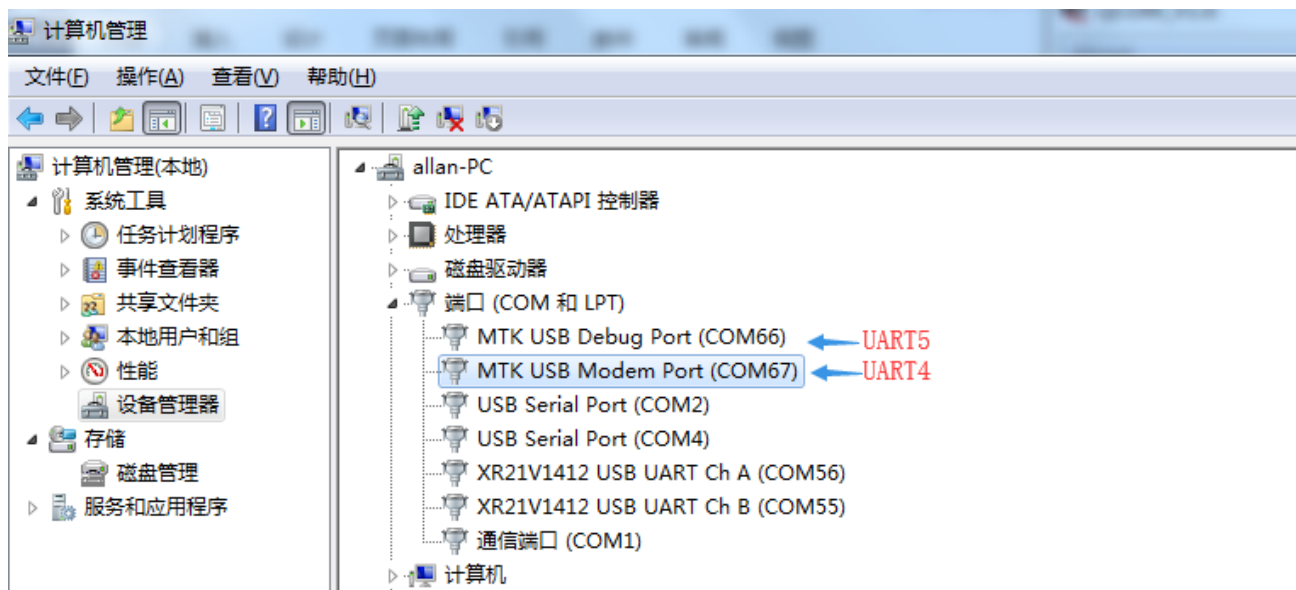 计算机管理
文件(F) 操作(A) 查看(V) 帮助(H)
计算机管理(本地)
系统工具
任务计划程序
事件查看器
共享文件夹
本地用户和组
性能
设备管理器
存储
磁盘管理
服务和应用程序
allan-PC
IDE ATA/ATAPI 控制器
处理器
磁盘驱动器
端口 (COM 和 LPT)
MTK USB Debug Port (COM66) UART5
MTK USB Modem Port (COM67) UART4
USB Serial Port (COM2)
USB Serial Port (COM4)
XR21V1412 USB UART Ch A (COM56)
XR21V1412 USB UART Ch B (COM55)
通信端口 (COM1)
计算机